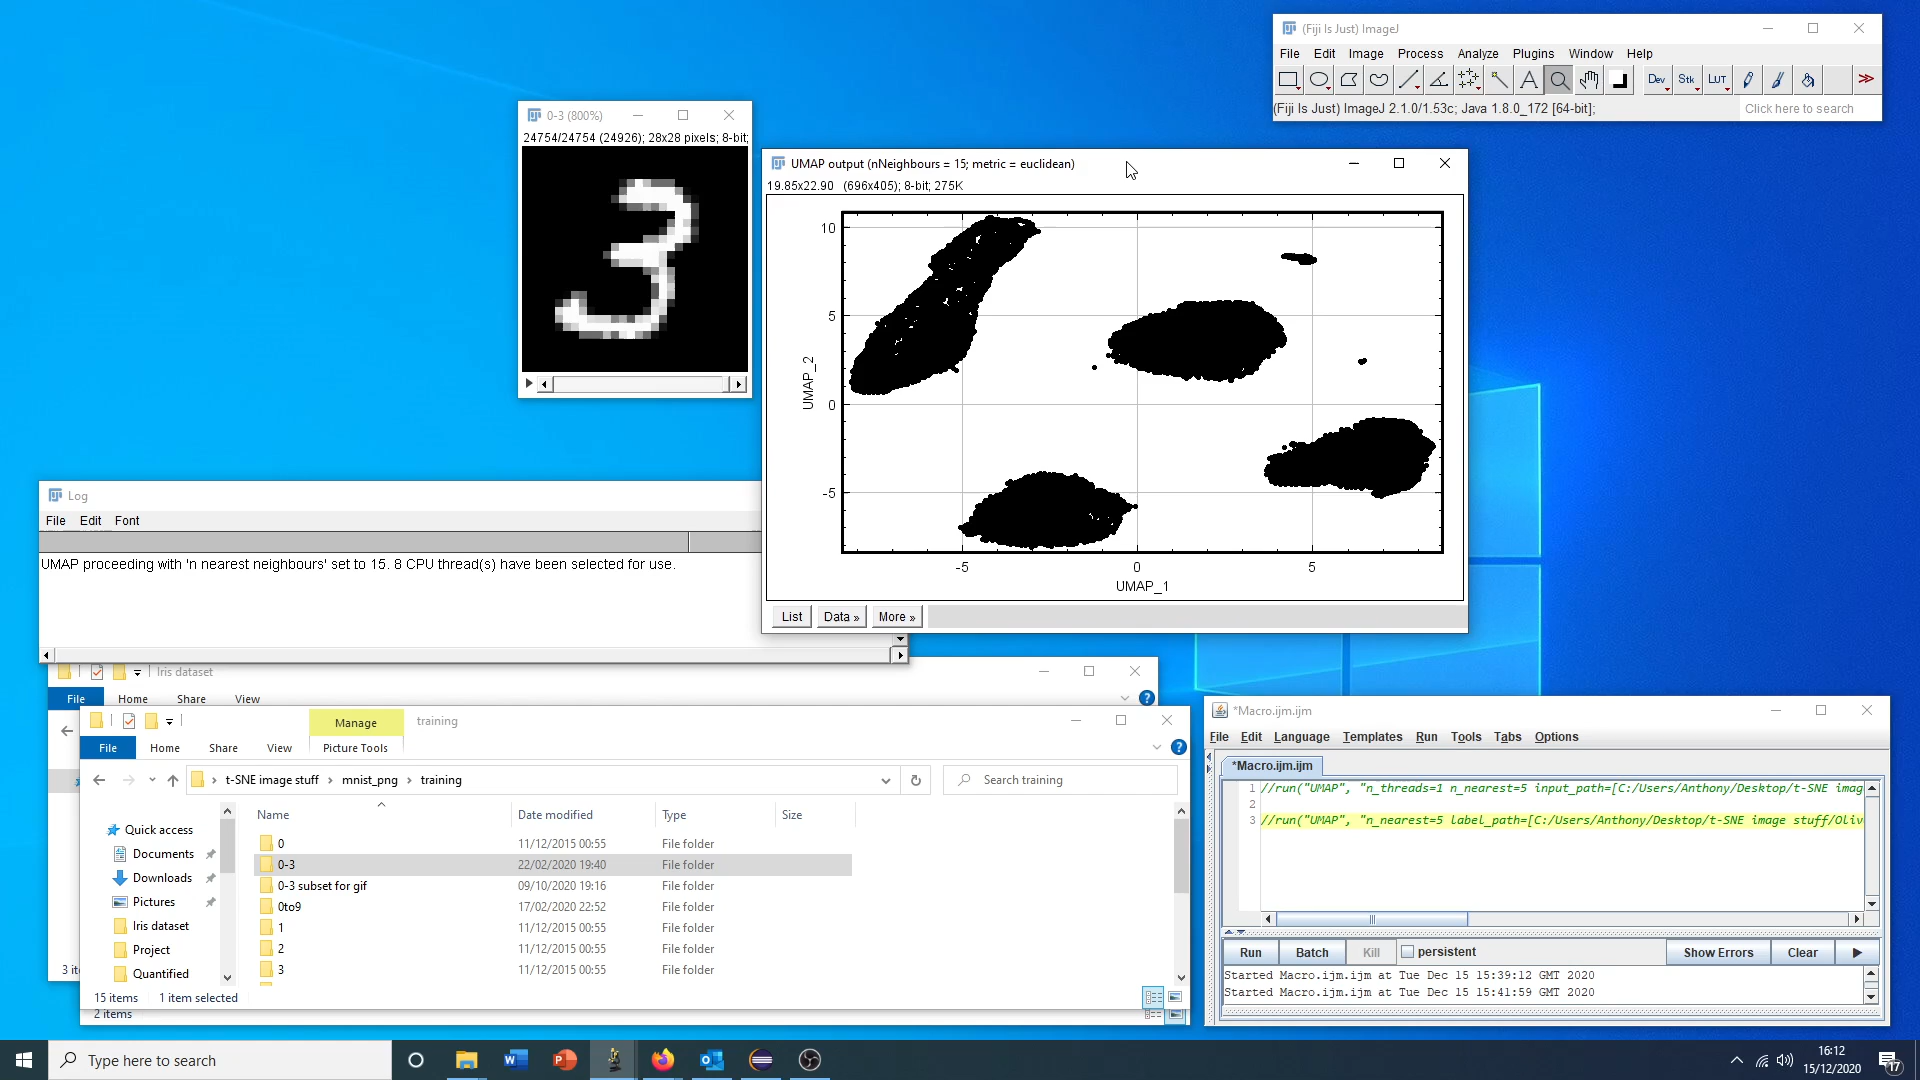 (Fiji Is Just) ImageJ
File Edit Image Process Analyze Plugins Window Help
Dev Stk LUT
(Fiji Is Just) ImageJ 2.1.0/1.53c; Java 1.8.0_172 [64-bit];
Click here to search
0-3 (800%)
24754/24754 (24926); 28x28 pixels; 8-bit;
UMAP output (nNeighbours = 15; metric = euclidean)
19.85x22.90 (696x405); 8-bit; 275K
10
5
0
-5
UMAP_2
-5 0 5
UMAP_1
List Data » More »
Log
File Edit Font
UMAP proceeding with 'n nearest neighbours' set to 15. 8 CPU thread(s) have been selected for use.
Iris dataset
File Home Share View
Manage training
File Home Share View Picture Tools
t-SNE image stuff › mnist_png › training
Search training
Name Date modified Type Size
Quick access
Documents
Downloads
Pictures
Iris dataset
Project
Quantified
0 11/12/2015 00:55 File folder
0-3 22/02/2020 19:40 File folder
0-3 subset for gif 09/10/2020 19:16 File folder
0to9 17/02/2020 22:52 File folder
1 11/12/2015 00:55 File folder
2 11/12/2015 00:55 File folder
3 11/12/2015 00:55 File folder
3 it
15 items 1 item selected
2 items
*Macro.ijm.ijm
File Edit Language Templates Run Tools Tabs Options
*Macro.ijm.ijm
1 //run("UMAP", "n_threads=1 n_nearest=5 input_path=[C:/Users/Anthony/Desktop/t-SNE imag
2
3 //run("UMAP", "n_nearest=5 label_path=[C:/Users/Anthony/Desktop/t-SNE image stuff/Oliv
Run Batch Kill persistent Show Errors Clear
Started Macro.ijm.ijm at Tue Dec 15 15:39:12 GMT 2020
Started Macro.ijm.ijm at Tue Dec 15 15:41:59 GMT 2020
Type here to search
16:12
15/12/2020
17